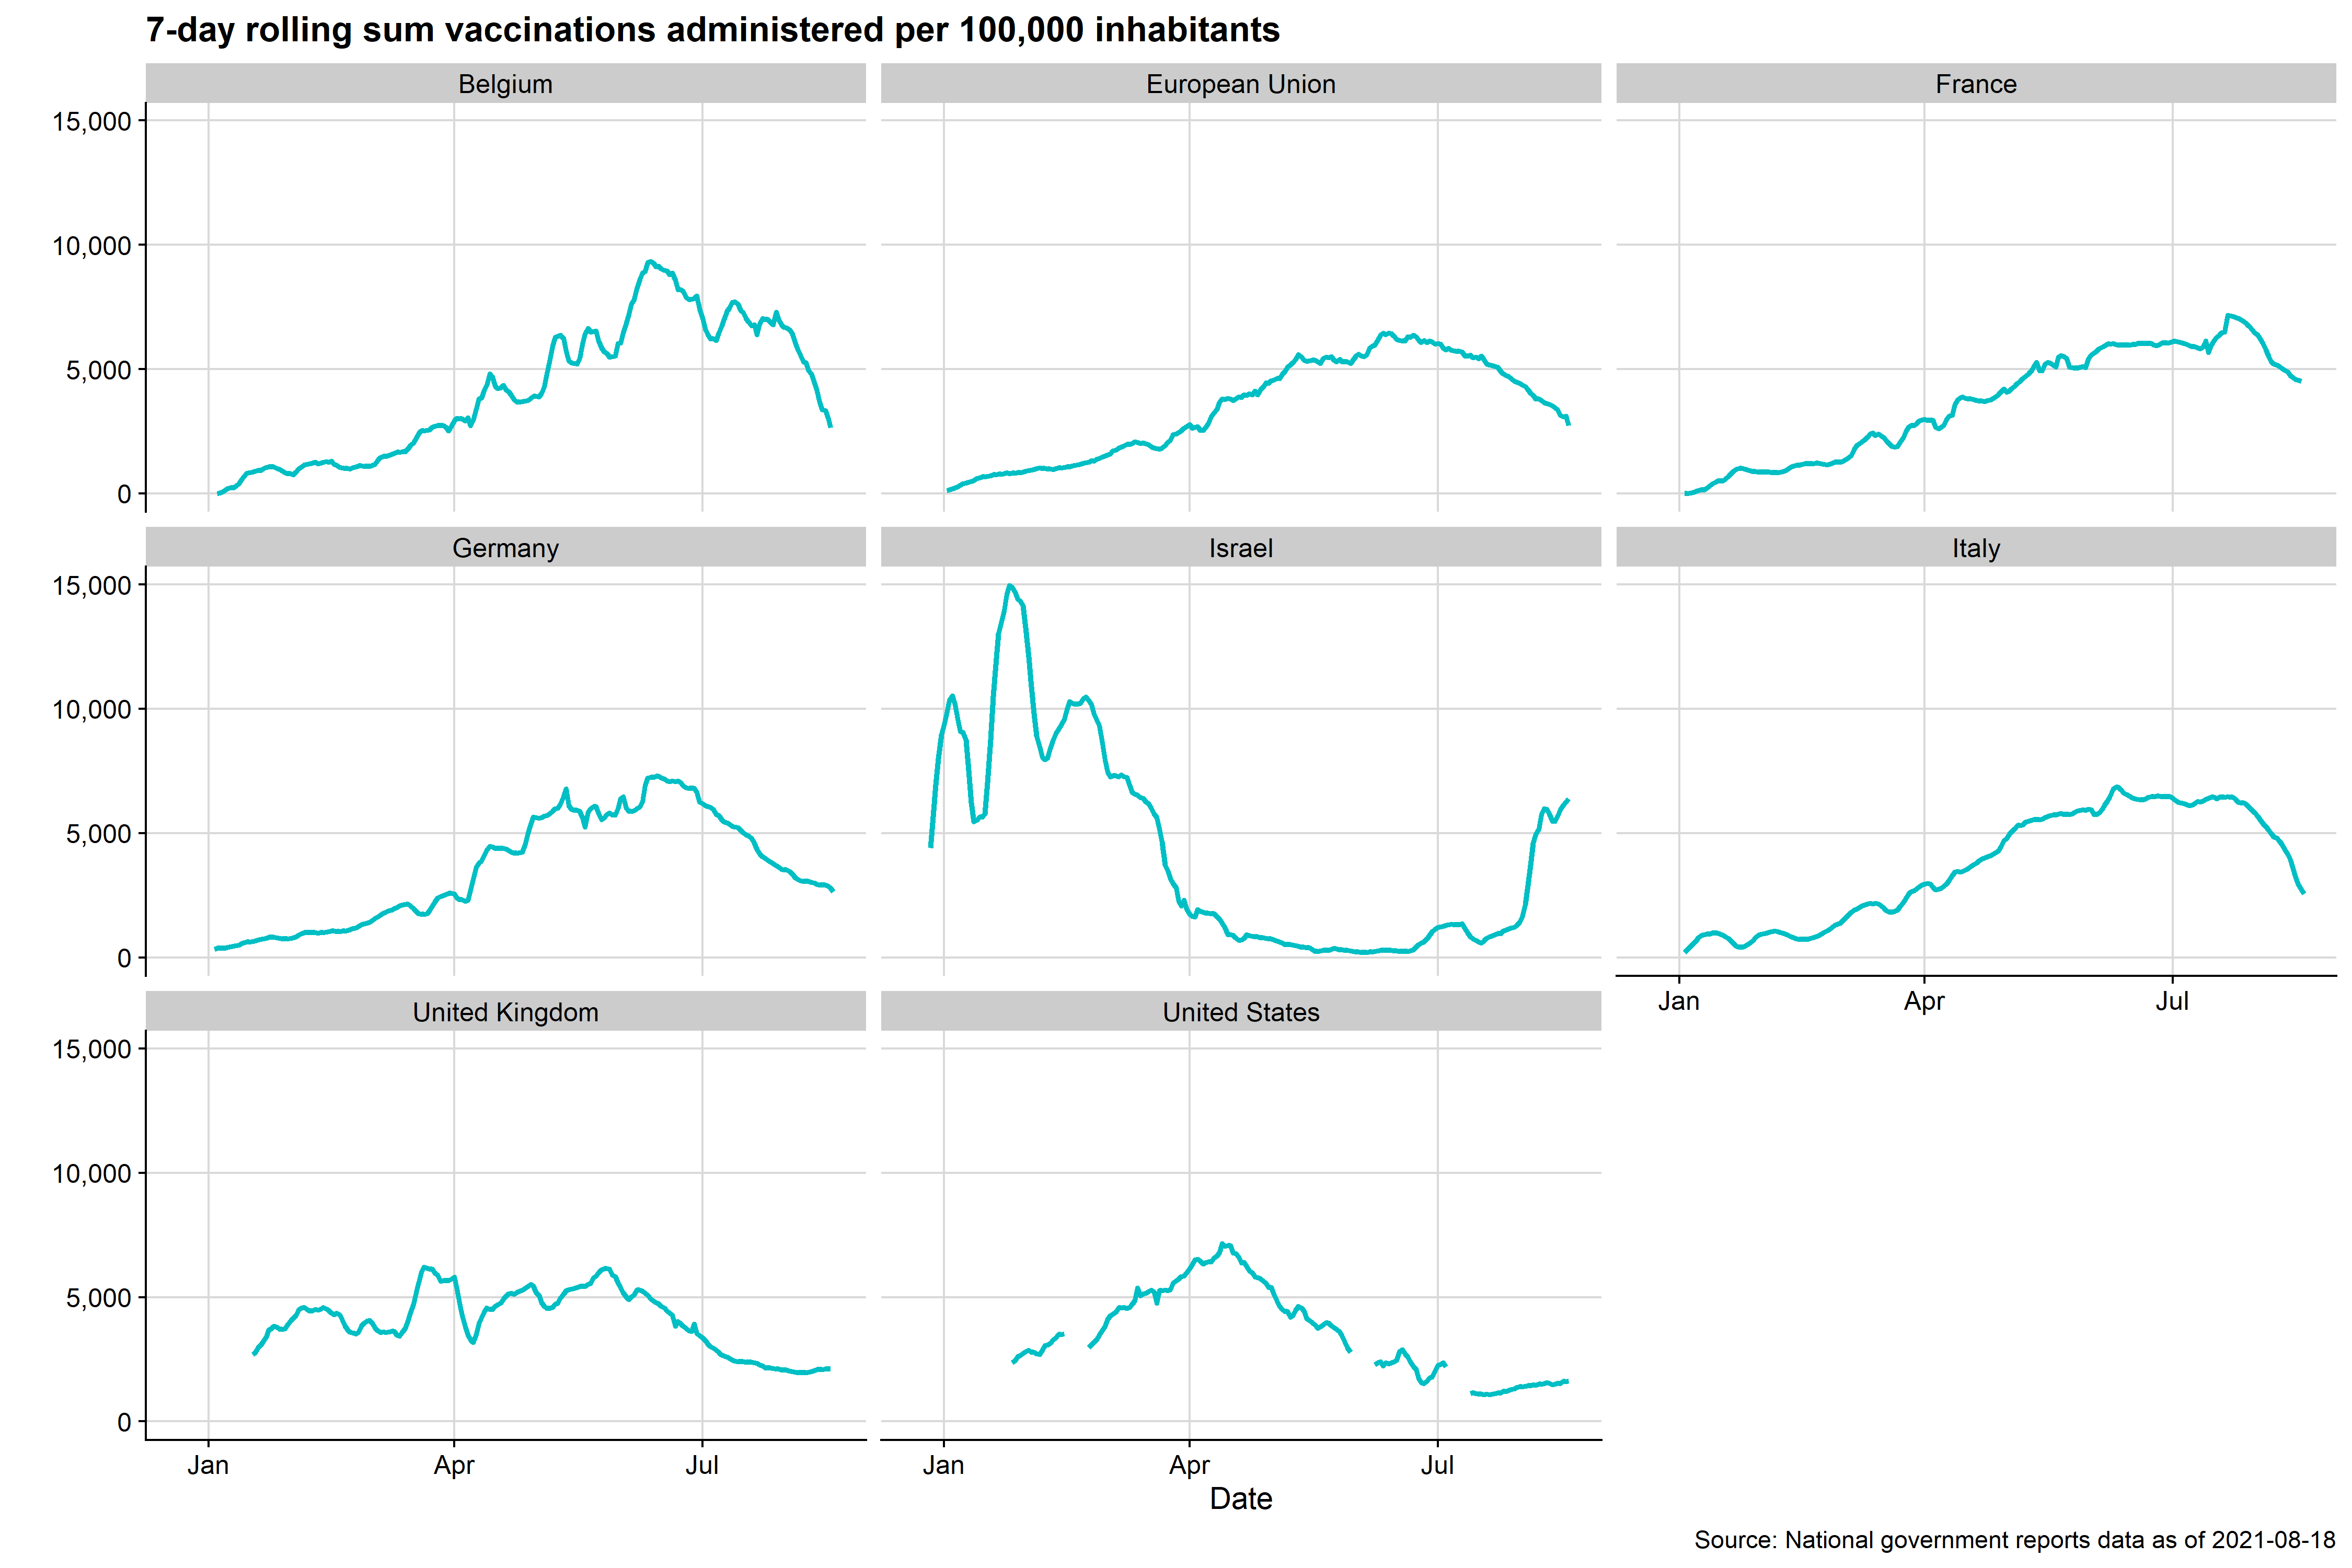 7-day rolling sum vaccinations administered per 100,000 inhabitants
Belgium
European Union
France
15,000
10,000
5,000
0
Germany
Israel
Italy
15,000
10,000
5,000
0
Jan
Apr
Jul
United Kingdom
United States
15,000
10,000
5,000
0
Jan
Apr
Jul
Jan
Apr
Jul
Date
Source: National government reports data as of 2021-08-18